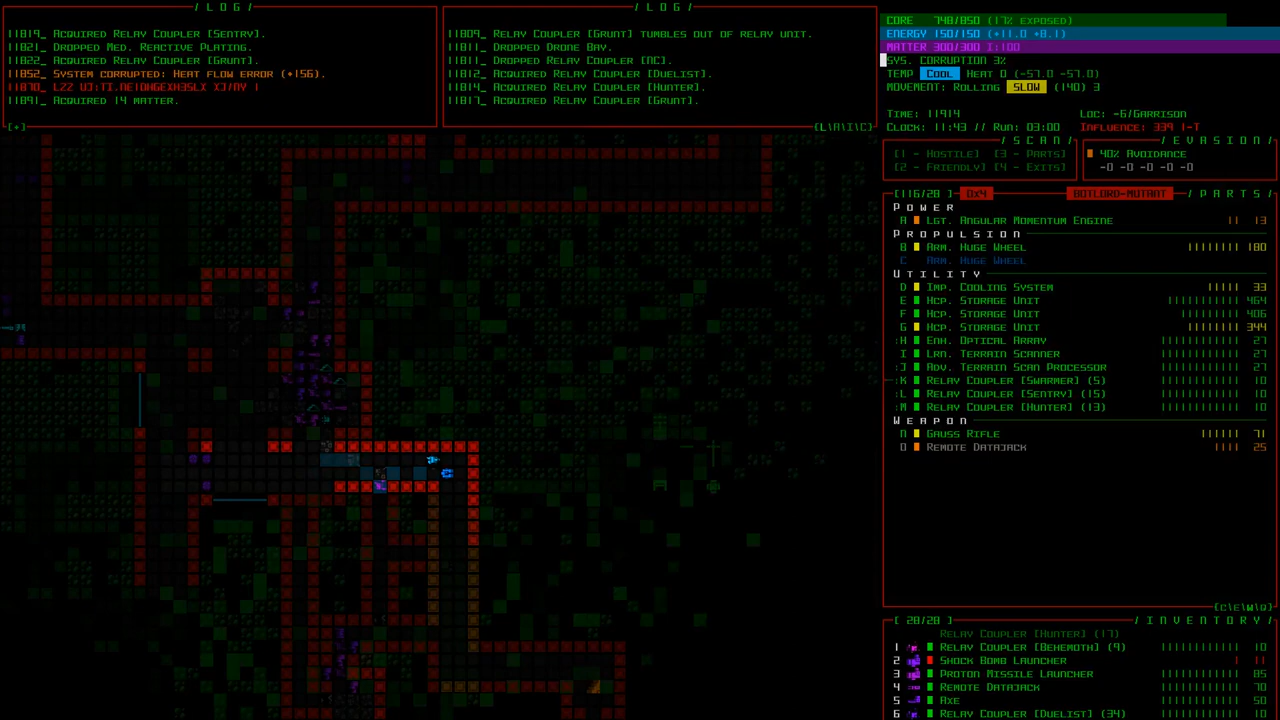 / L O G /
11819_ Acquired Relay Coupler [Sentry].
11821_ Dropped Med. Reactive Plating.
11822_ Acquired Relay Coupler [Grunt].
11852_ System corrupted: Heat flow error (+156).
11891_ Acquired 14 matter.
[+]
/ L O G /
11809_ Relay Coupler [Grunt] tumbles out of relay unit.
11811_ Dropped Drone Bay.
11811_ Acquired Relay Coupler [NC].
11812_ Acquired Relay Coupler [Duelist].
11814_ Acquired Relay Coupler [Hunter].
11817_ Acquired Relay Coupler [Grunt].
[L\A\I\C]
Core 748/850 (17% exposed)
Energy 150/150 (+11.0 +8.1)
Matter 300/300 I:100
Sys. Corruption 3%
Temp Cool Heat 0 (-57.0 -57.0)
Movement: Rolling SLOW (140) 3
Time: 11914 Loc: -6/Garrison
Clock: 11:43 // Run: 03:00 Influence: 339 1-T
/ S C A N /
[1 - Hostile] [3 - Parts]
[2 - Friendly] [4 - Exits]
/ E V A S I O N /
40% Avoidance
-0 -0 -0 -0 -0
[116/28 ] 0x4 BOTLORD-MUTANT / P A R T S /
P o w e r
A Lgt. Angular Momentum Engine 13
P r o p u l s i o n
B Arm. Huge Wheel 180
C Arm. Huge Wheel
U t i l i t y
D Imp. Cooling System 33
E Hcp. Storage Unit 464
F Hcp. Storage Unit 406
G Hcp. Storage Unit 344
:H Enh. Optical Array 27
I Lrn. Terrain Scanner 27
:J Adv. Terrain Scan Processor 27
:K Relay Coupler [Swarmer] (5) 10
:L Relay Coupler [Sentry] (15) 10
:M Relay Coupler [Hunter] (13) 10
W e a p o n
N Gauss Rifle 71
O Remote Datajack 25
[C\E\W\Q]
[ 28/28 ] / I N V E N T O R Y /
Relay Coupler [Hunter] (17)
1 Relay Coupler [Behemoth] (9) 10
2 Shock Bomb Launcher 11
3 Proton Missile Launcher 85
4 Remote Datajack 70
5 Axe 50
6 Relay Coupler [Duelist] (34) 10